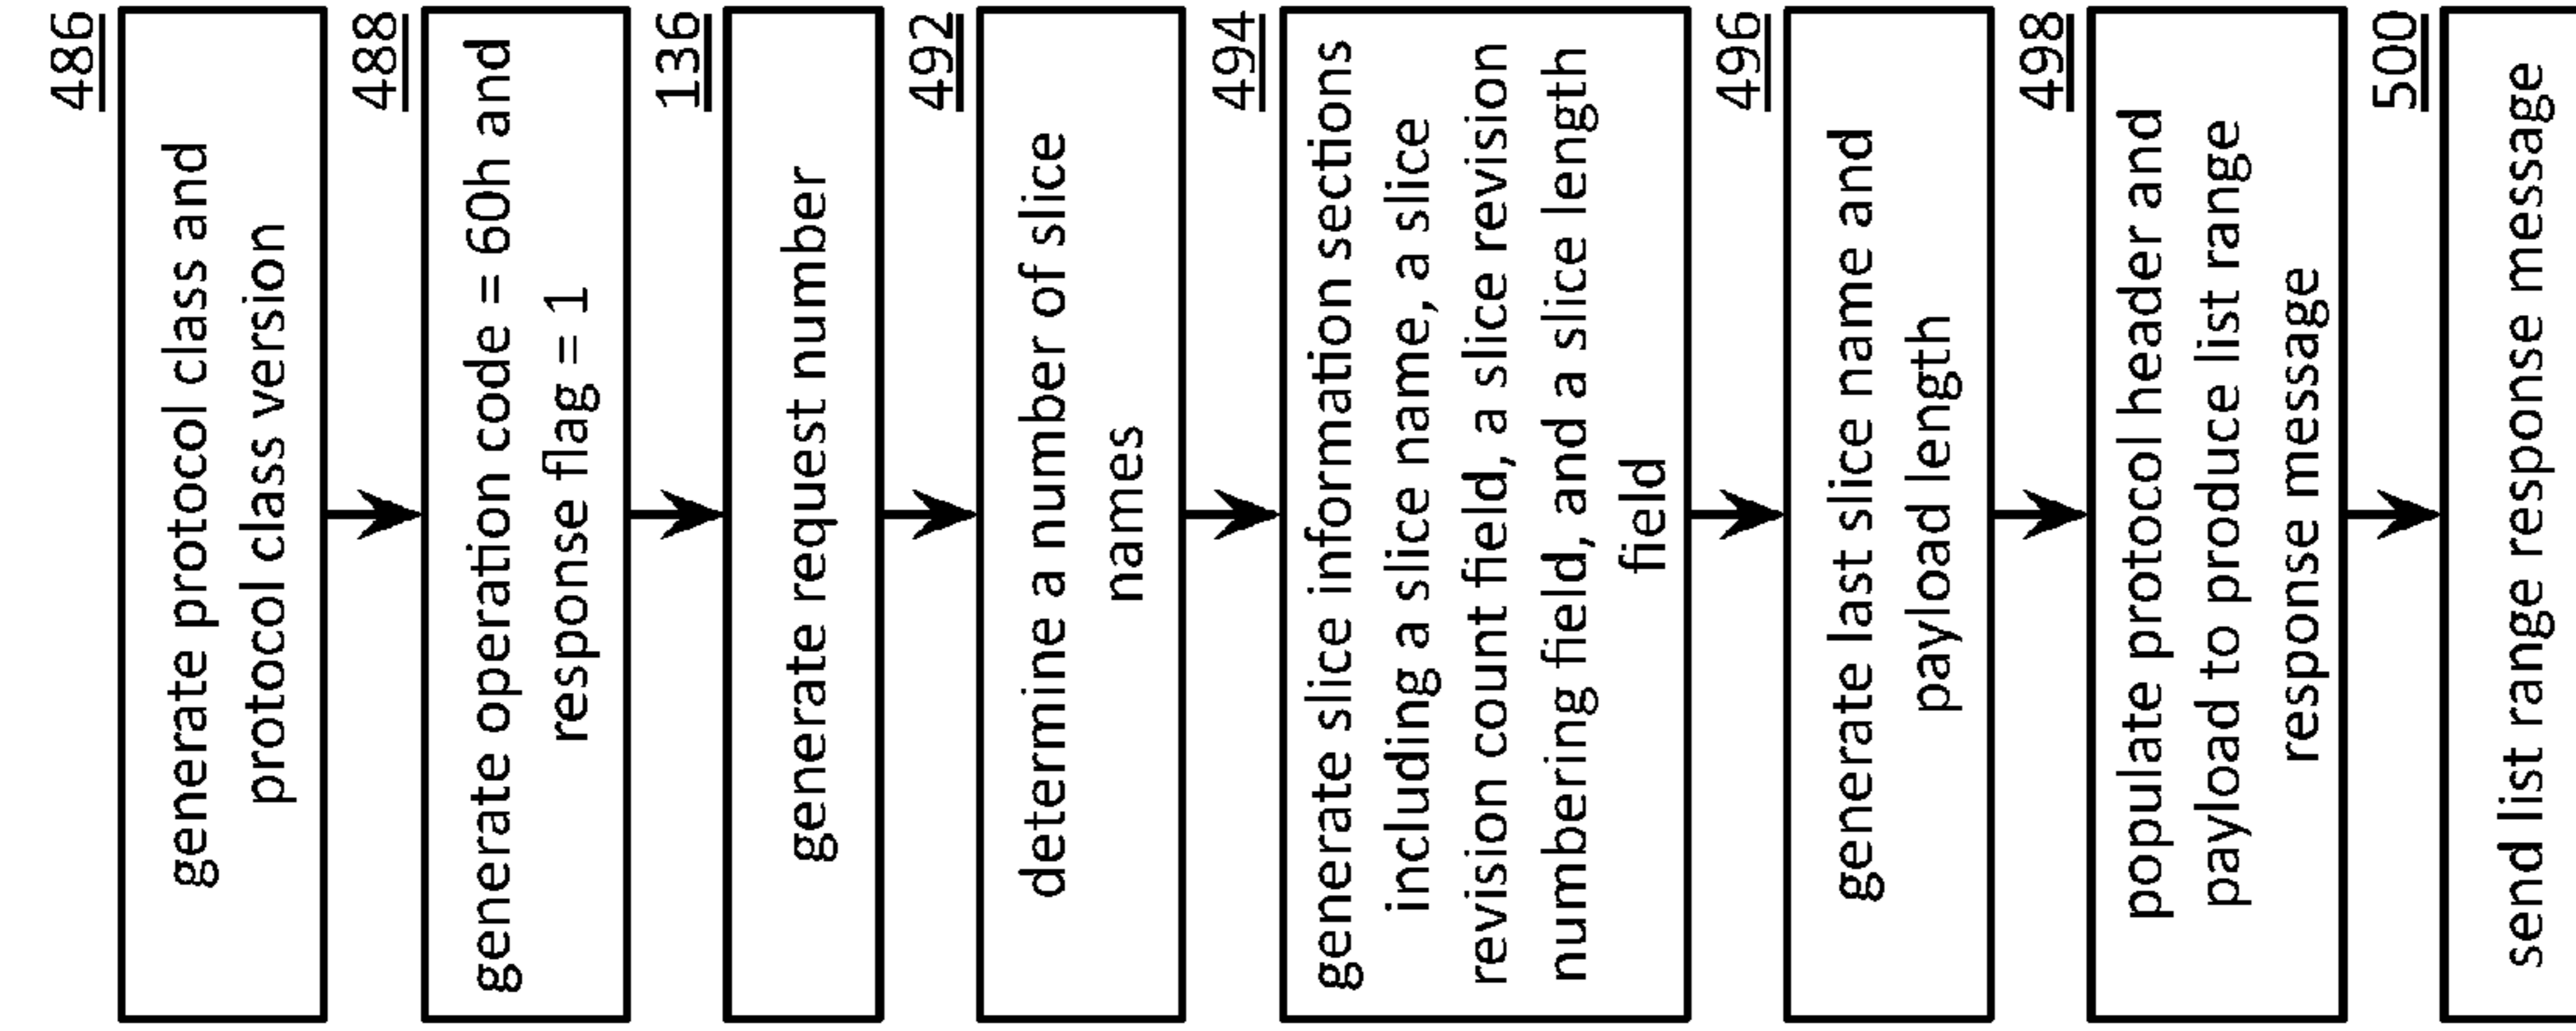 486
generate protocol class and
protocol class version
488
generate operation code = 60h and
response flag = 1
136
generate request number
492
determine a number of slice
names
494
generate slice information sections
including a slice name, a slice
revision count field, a slice revision
numbering field, and a slice length
field
496
generate last slice name and
payload length
498
populate protocol header and
payload to produce list range
response message
500
send list range response message